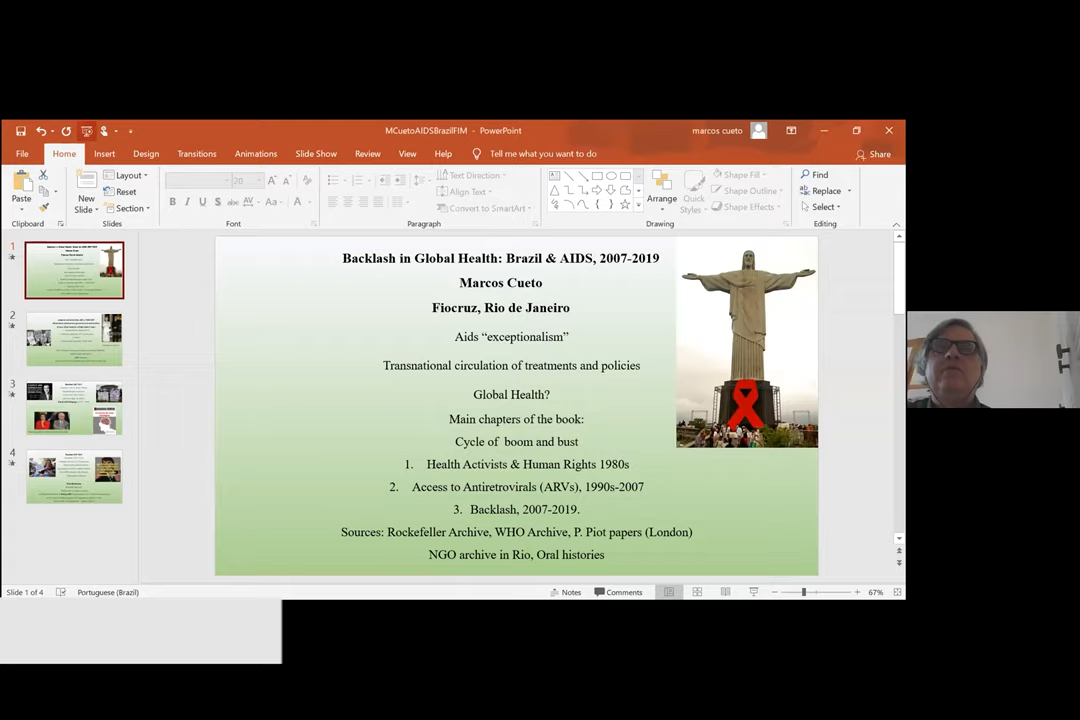 MCuetoAIDSBrazilFIM - PowerPoint
marcos cueto
File Home Insert Design Transitions Animations Slide Show Review View Help Tell me what you want to do
Share
Paste
Clipboard
New
Slide
Layout
Reset
Section
Slides
20
Font
Text Direction
Align Text
Convert to SmartArt
Paragraph
Arrange
Quick
Styles
Shape Fill
Shape Outline
Shape Effects
Drawing
Find
Replace
Select
Editing
1
2
3
4
Backlash in Global Health: Brazil & AIDS, 2007-2019
Marcos Cueto
Fiocruz, Rio de Janeiro
Aids “exceptionalism”
Transnational circulation of treatments and policies
Global Health?
Main chapters of the book:
Cycle of boom and bust
1. Health Activists & Human Rights 1980s
2. Access to Antiretrovirals (ARVs), 1990s-2007
3. Backlash, 2007-2019.
Sources: Rockefeller Archive, WHO Archive, P. Piot papers (London)
NGO archive in Rio, Oral histories
Slide 1 of 4 Portuguese (Brazil) Notes Comments 67%